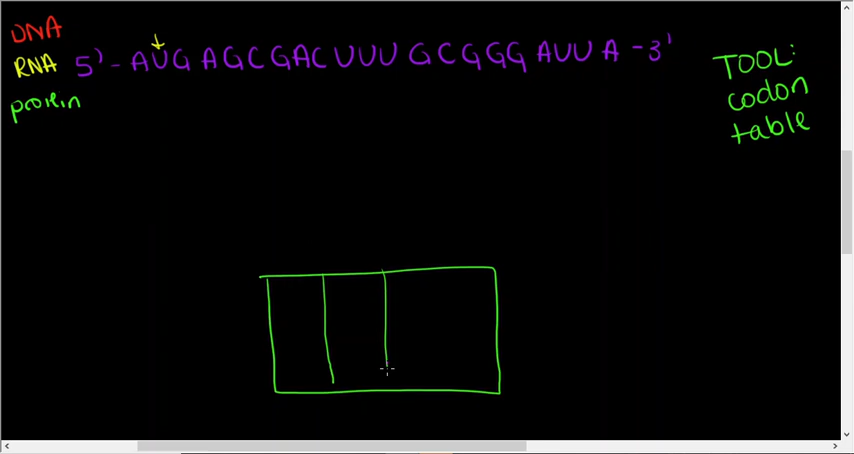 DNA
RNA 5' - AUG AGC GAC UUU GCG GG AUU A - 3'
protein
TOOL:
codon
table